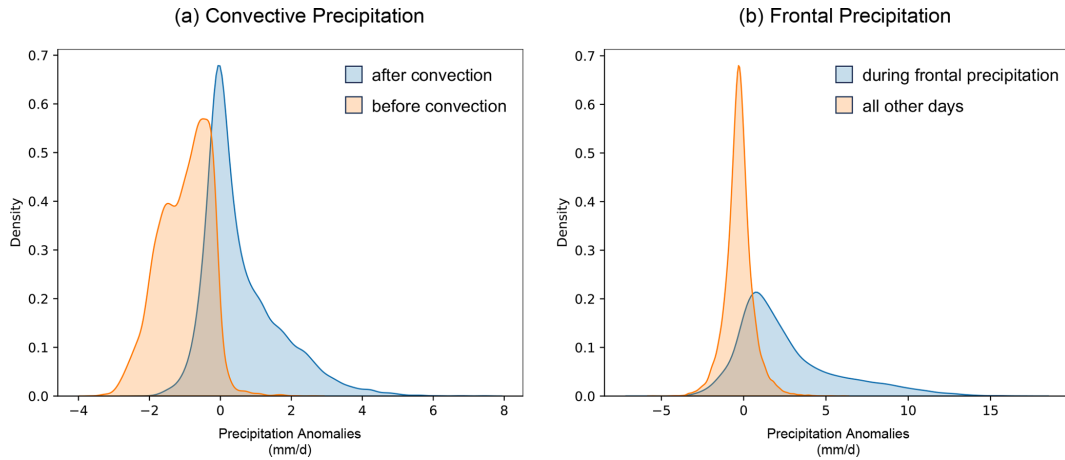 (a) Convective Precipitation
0.7
0.6
0.5
0.4
0.3
0.2
0.1
0.0
Density
after convection
before convection
−4
−2
0
2
4
6
8
Precipitation Anomalies
(mm/d)
(b) Frontal Precipitation
0.7
0.6
0.5
0.4
0.3
0.2
0.1
0.0
Density
during frontal precipitation
all other days
−5
0
5
10
15
Precipitation Anomalies
(mm/d)